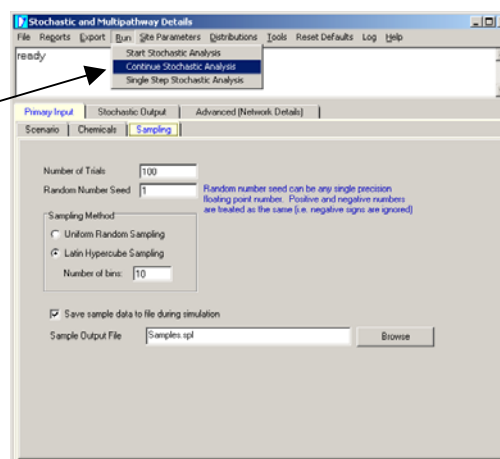 Stochastic and Multipathway Details
File Reports Export Run Site Parameters Distributions Tools Reset Defaults Log Help
ready
Start Stochastic Analysis
Continue Stochastic Analysis
Single Step Stochastic Analysis
Primary Input Stochastic Output Advanced (Network Details)
Scenario Chemicals Sampling
Number of Trials 100
Random Number Seed 1
Random number seed can be any single precision
floating point number. Positive and negative numbers
are treated as the same (i.e. negative signs are ignored)
Sampling Method
Uniform Random Sampling
Latin Hypercube Sampling
Number of bins: 10
Save sample data to file during simulation
Sample Output File Samples.spl Browse